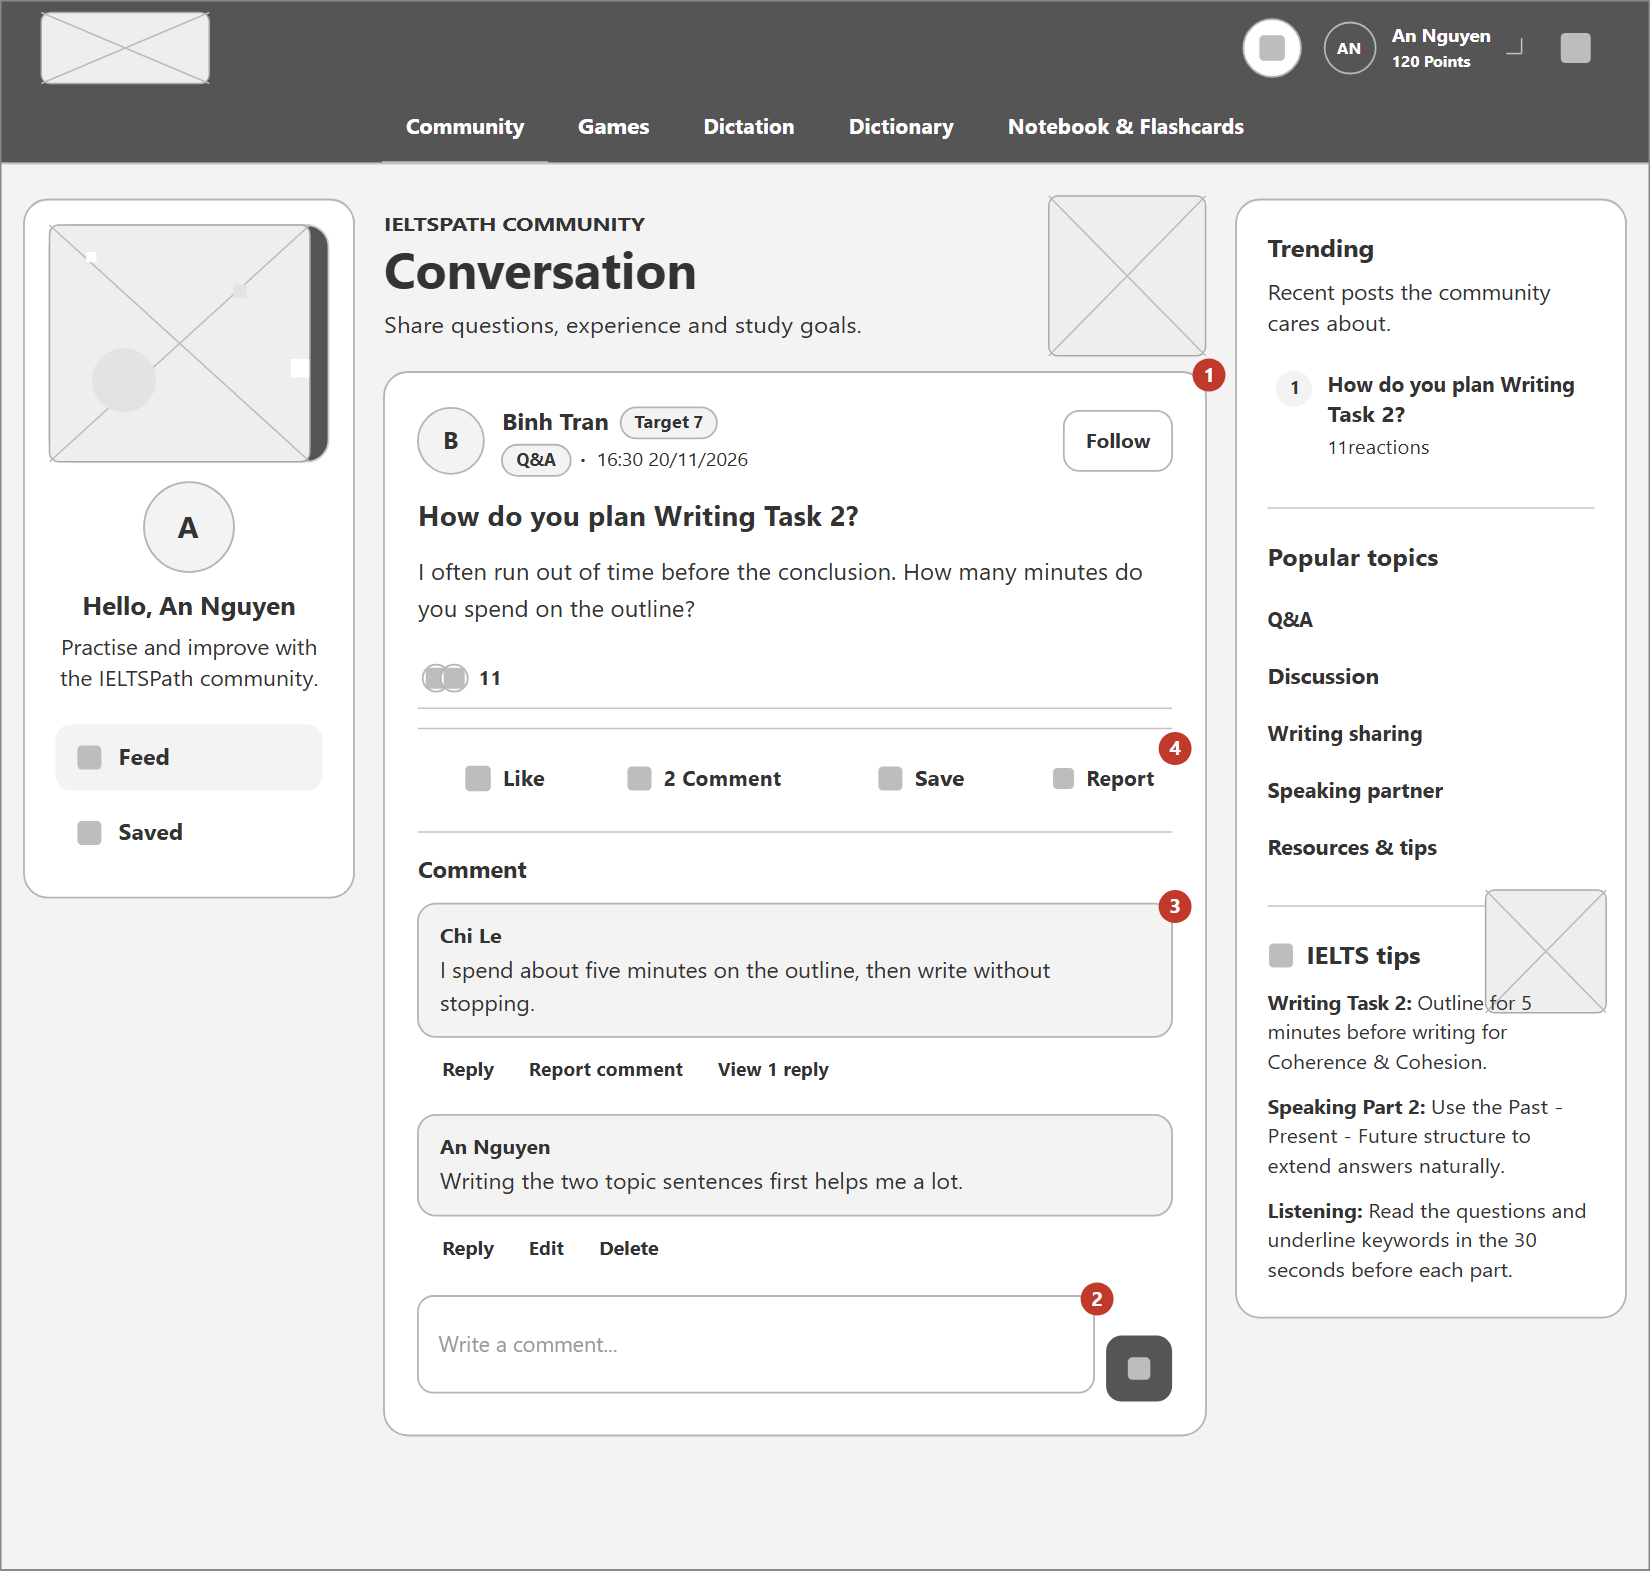 AN
An Nguyen
120 Points
Community
Games
Dictation
Dictionary
Notebook & Flashcards
A
Hello, An Nguyen
Practise and improve with
the IELTSPath community.
Feed
Saved
IELTSPATH COMMUNITY
Conversation
Share questions, experience and study goals.
1
B
Binh Tran
Target 7
Q&A
· 16:30 20/11/2026
Follow
How do you plan Writing Task 2?
I often run out of time before the conclusion. How many minutes do
you spend on the outline?
11
4
Like
2 Comment
Save
Report
Comment
3
Chi Le
I spend about five minutes on the outline, then write without
stopping.
Reply
Report comment
View 1 reply
An Nguyen
Writing the two topic sentences first helps me a lot.
Reply
Edit
Delete
2
Write a comment...
Trending
Recent posts the community
cares about.
1
How do you plan Writing
Task 2?
11reactions
Popular topics
Q&A
Discussion
Writing sharing
Speaking partner
Resources & tips
IELTS tips
Writing Task 2: Outline for 5
minutes before writing for
Coherence & Cohesion.
Speaking Part 2: Use the Past -
Present - Future structure to
extend answers naturally.
Listening: Read the questions and
underline keywords in the 30
seconds before each part.